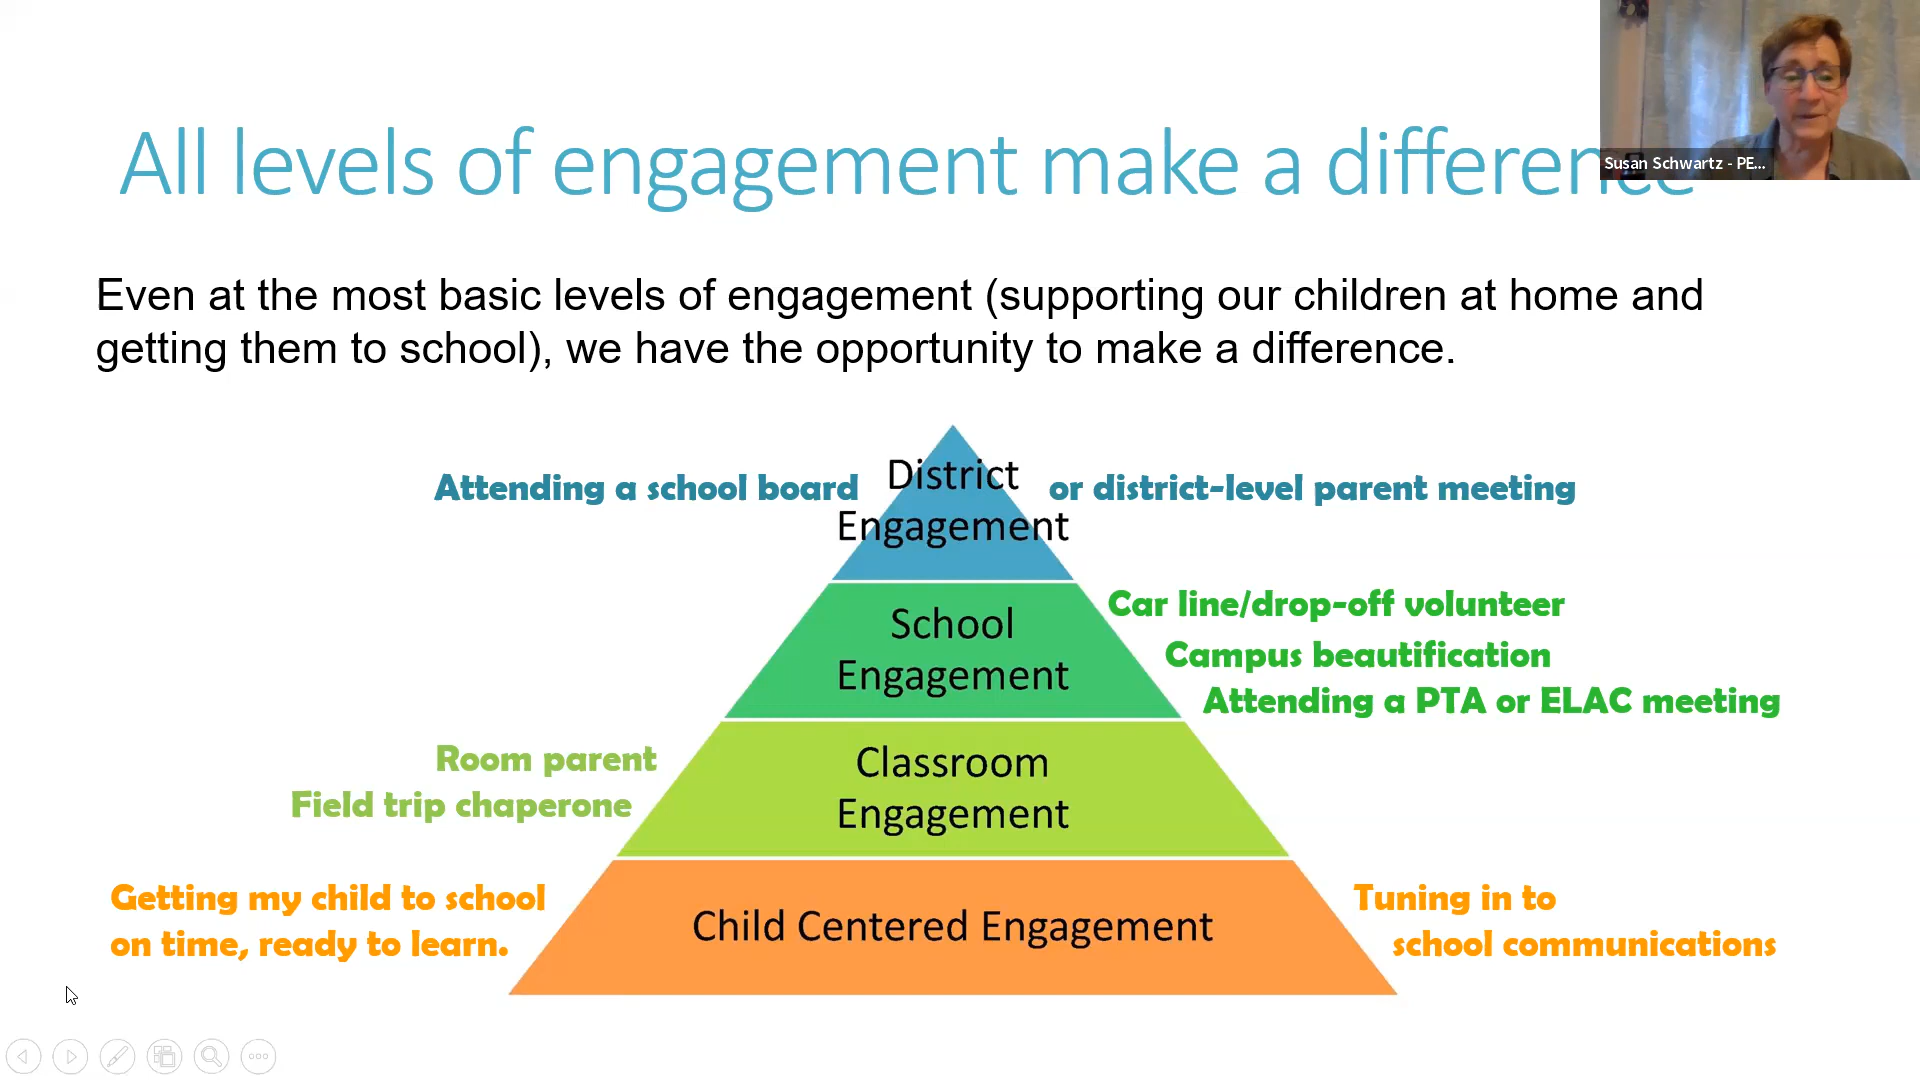 All levels of engagement make a difference
Susan Schwartz - PE...
Even at the most basic levels of engagement (supporting our children at home and
getting them to school), we have the opportunity to make a difference.
Attending a school board
District
Engagement
or district-level parent meeting
School
Engagement
Car line/drop-off volunteer
Campus beautification
Attending a PTA or ELAC meeting
Room parent
Field trip chaperone
Classroom
Engagement
Getting my child to school
on time, ready to learn.
Child Centered Engagement
Tuning in to
school communications